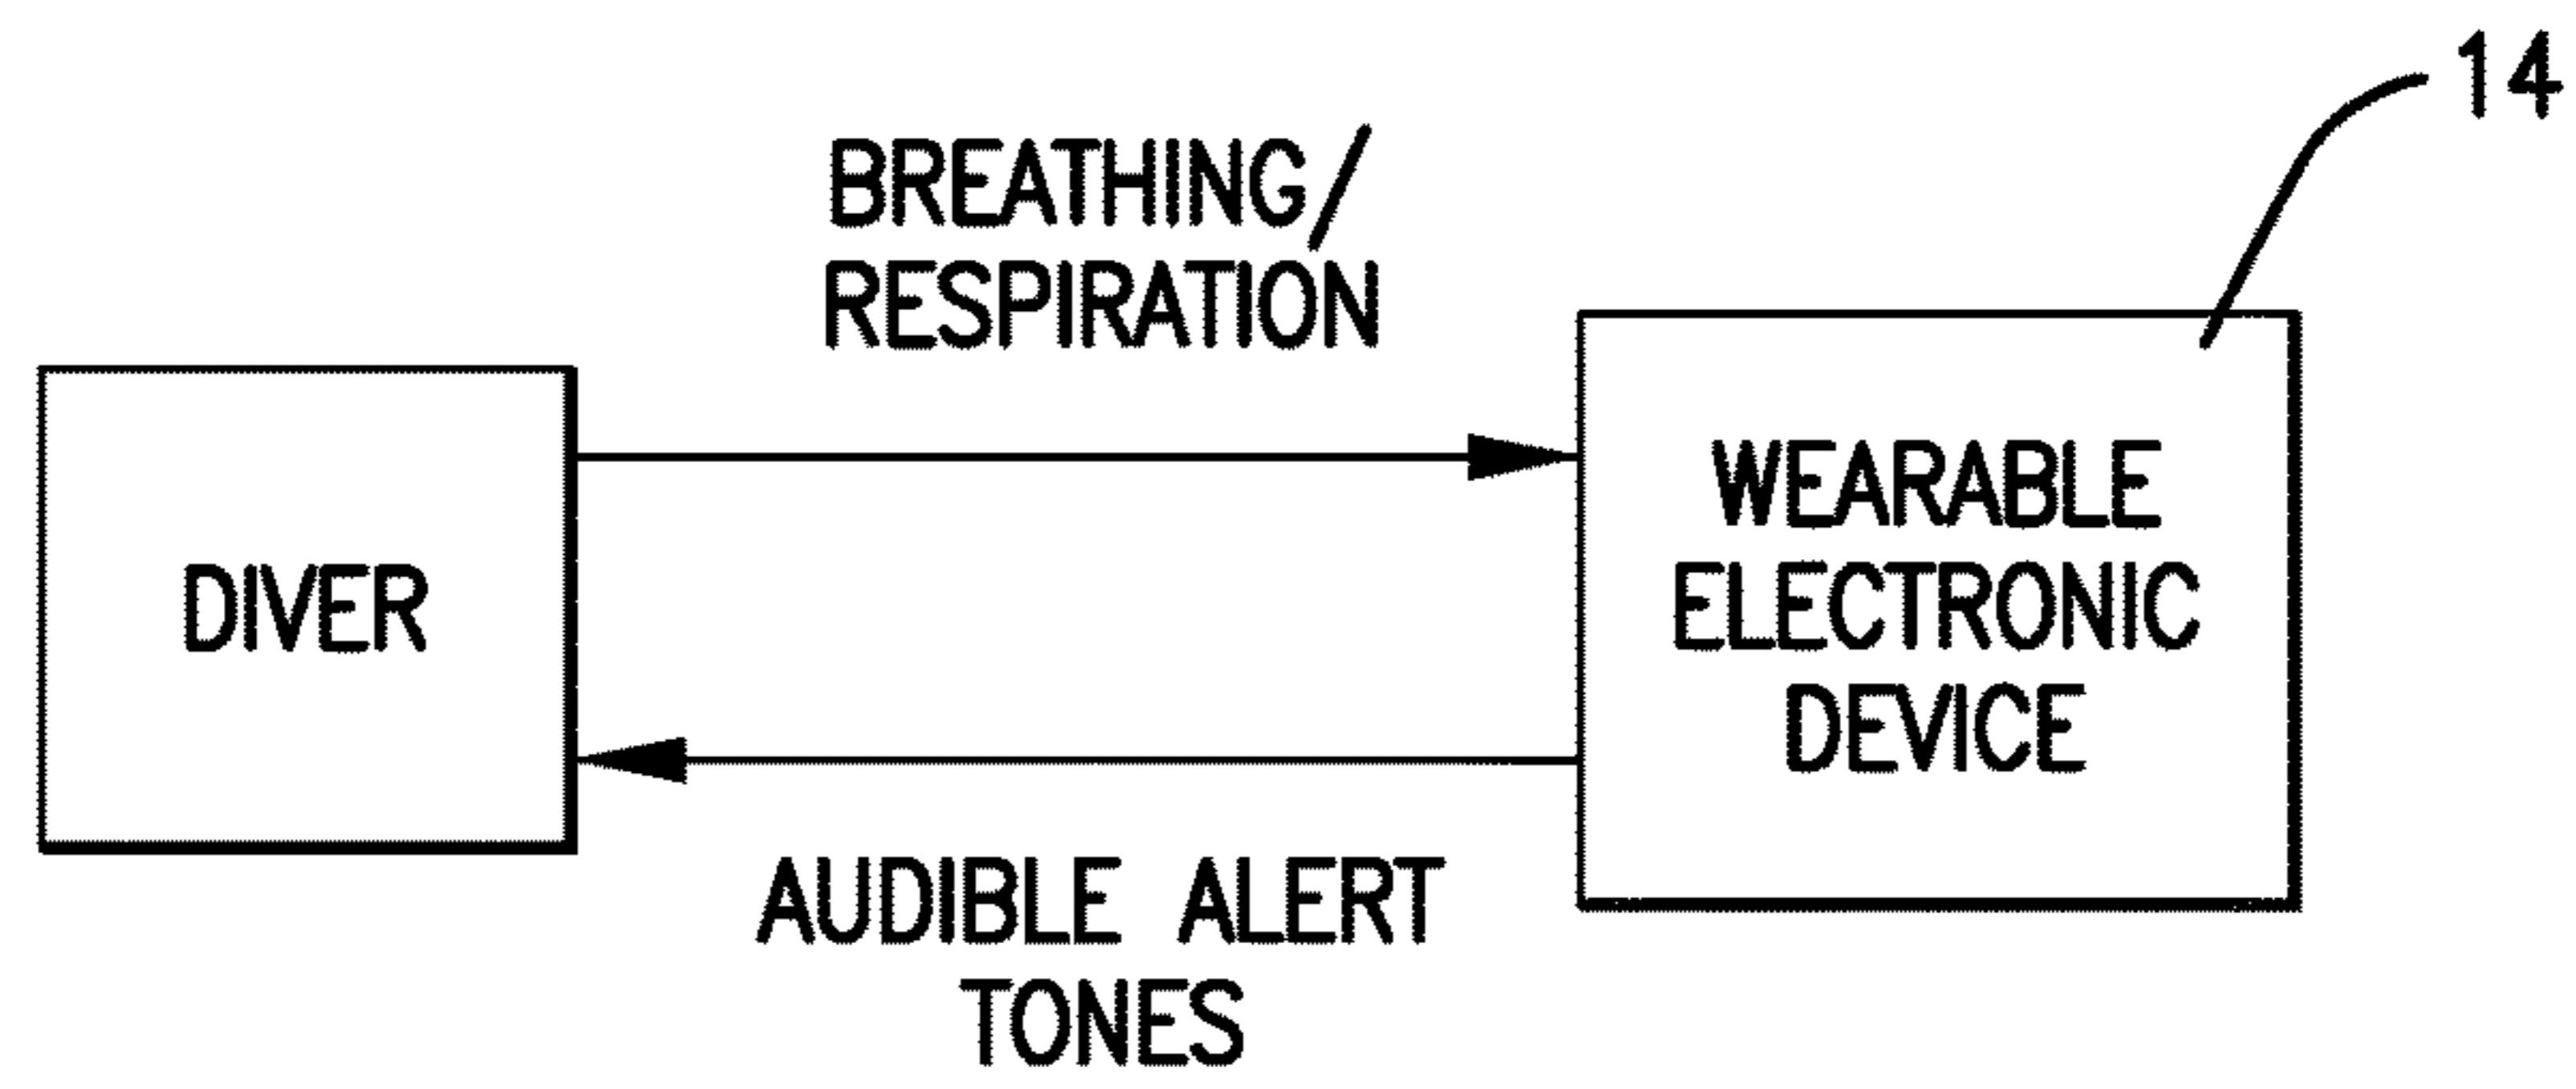 14
BREATHING/
RESPIRATION
DIVER
WEARABLE
ELECTRONIC
DEVICE
AUDIBLE ALERT
TONES